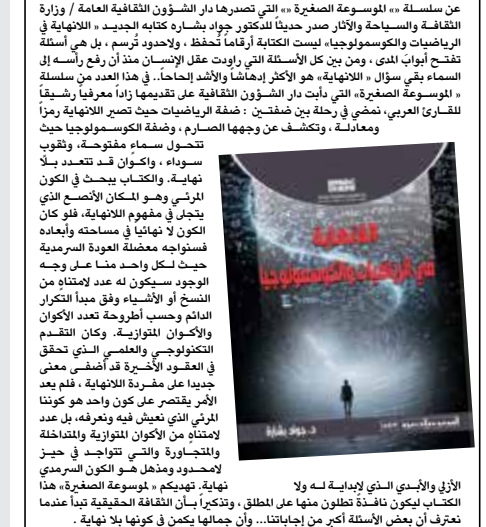 عن سلسلة «» الموسوعة الصغيرة «» التي تصدرها دار الشؤون الثقافية العامة / وزارة
الثقافة والسياحة والآثار صدر حديثاً للدكتور جواد بشاره كتابه الجديد « اللانهاية في
الرياضيات والكوسمولوجيا» ليست الكتابة أرقاماً تُحفظ ، ولاحدود تُرسم ، بل هي أسئلة
تفتح أبواب المدى ، ومن بين كل الأسئلة التي راودت عقل الإنسان منذ أن رفع رأسه إلى
السماء بقي سؤال « اللانهاية» هو الأكثر إدهاشاً والأشد إلحاحاً.. في هذا العدد من سلسلة
« الموسوعة الصغيرة» التي دأبت دار الشؤون الثقافية على تقديمها زاداً معرفياً رشيقاً
للقارئ العربي، نمضي في رحلة بين ضفتين : ضفة الرياضيات حيث تصير اللانهاية رمزاً
ومعادلة ، وتكشف عن وجهها الصارم ، وضفة الكوسمولوجيا حيث
تتحول سماء مفتوحة، وثقوب
سوداء ، واكوان قد تتعدد بلا
نهاية. والكتاب يبحث في الكون
المرئي وهو المكان الأنصع الذي
يتجلى في مفهوم اللانهاية، فلو كان
الكون لا نهائياً في مساحته وأبعاده
فسنواجه معضلة العودة السرمدية
حيث لكل واحد منا على وجه
الوجود سيكون له عدد لامتناهٍ من
النسخ أو الأشياء وفق مبدأ التكرار
الدائم وحسب أطروحة تعدد الأكوان
والأكوان المتوازية. وكان التقدم
التكنولوجي والعلمي الذي تحقق
في العقود الأخيرة قد أضفى معنى
جديدا على مفردة اللانهاية ، فلم يعد
الأمر يقتصر على كون واحد هو كوننا
المرئي الذي نعيش فيه ونعرفه، بل عدد
لامتناهٍ من الأكوان المتوازية والمتداخلة
والمتجاورة والتي تتواجد في حيز
لامحدود ومذهل هو الكون السرمدي
الأزلي والأبدي الذي لابداية له ولا نهاية. تهديكم « لموسوعة الصغيرة» هذا
الكتاب ليكون نافذةً تطلون منها على المطلق ، وتذكيراً بأن الثقافة الحقيقية تبدأ عندما
نعترف أن بعض الأسئلة أكبر من إجاباتنا... وأن جمالها يكمن في كونها بلا نهاية .
اللانهاية
في الرياضيات والكوسمولوجيا
د. جواد بشارة